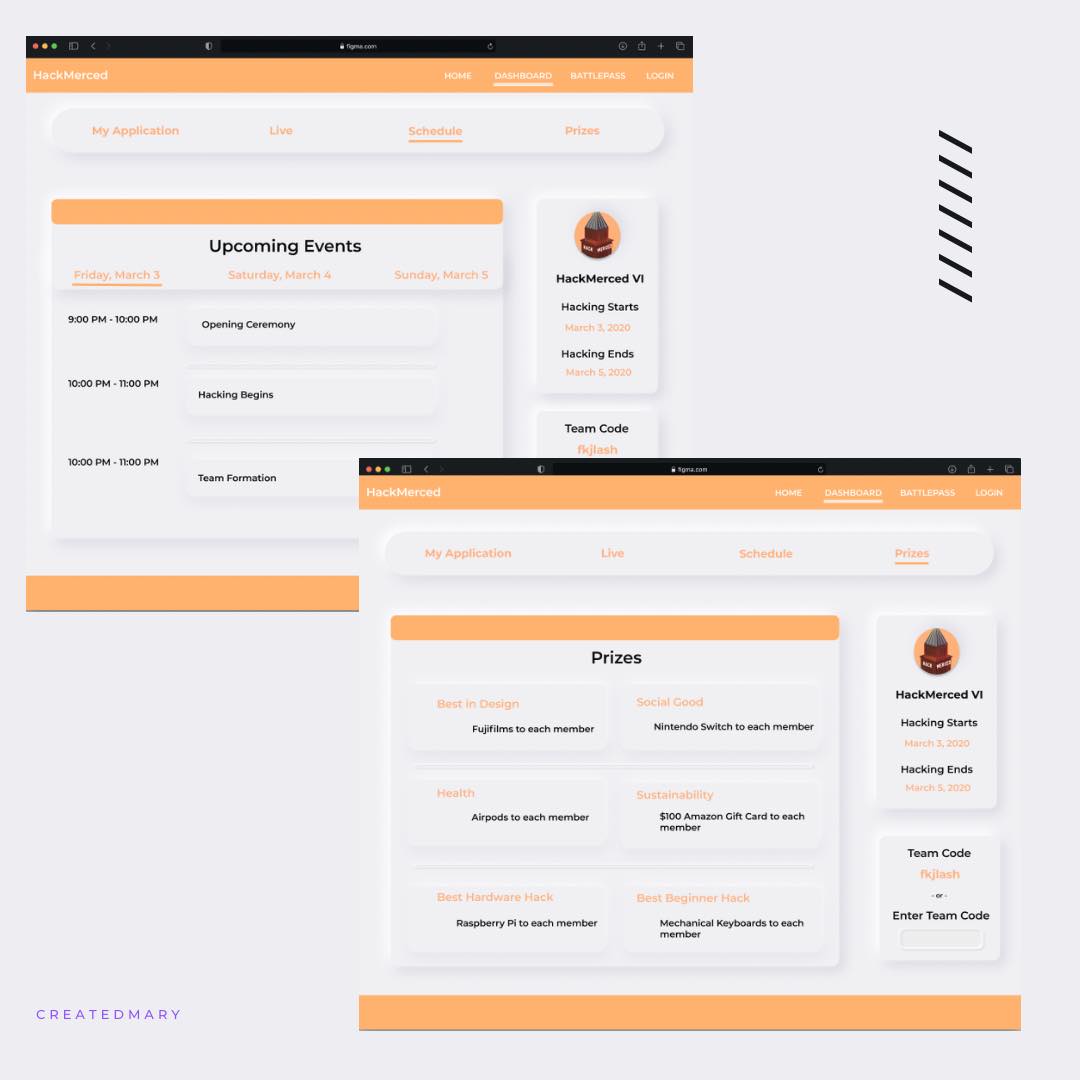 figma.com
HackMerced
HOME DASHBOARD BATTLEPASS LOGIN
My Application Live Schedule Prizes
Upcoming Events
Friday, March 3 Saturday, March 4 Sunday, March 5
9:00 PM - 10:00 PM
Opening Ceremony
10:00 PM - 11:00 PM
Hacking Begins
10:00 PM - 11:00 PM
Team Formation
HACK MERCED
HackMerced VI
Hacking Starts
March 3, 2020
Hacking Ends
March 5, 2020
Team Code
fkjlash
figma.com
HackMerced
HOME DASHBOARD BATTLEPASS LOGIN
My Application Live Schedule Prizes
Prizes
Best in Design
Fujifilms to each member
Social Good
Nintendo Switch to each member
Health
Airpods to each member
Sustainability
$100 Amazon Gift Card to each
member
Best Hardware Hack
Raspberry Pi to each member
Best Beginner Hack
Mechanical Keyboards to each
member
HACK MERCED
HackMerced VI
Hacking Starts
March 3, 2020
Hacking Ends
March 5, 2020
Team Code
fkjlash
- or -
Enter Team Code
CREATEDMARY